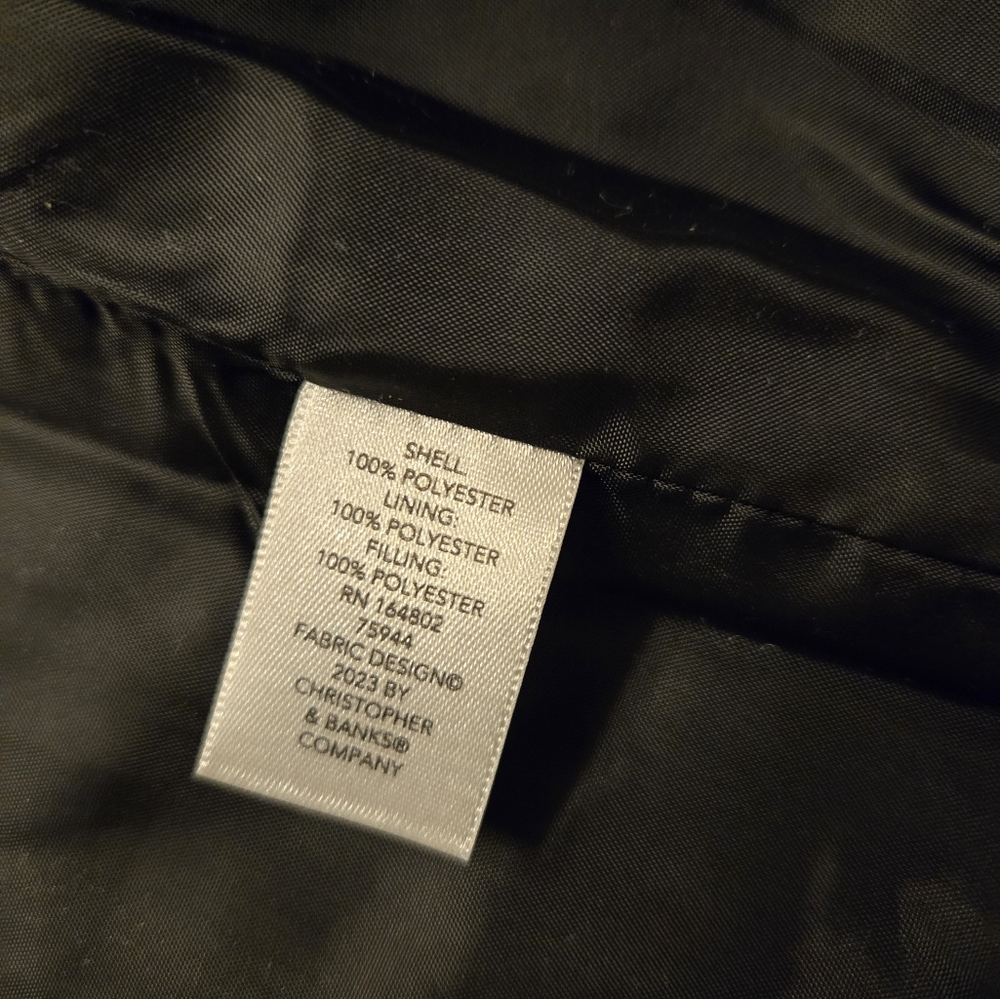 SHELL:
100% POLYESTER
LINING:
100% POLYESTER
FILLING:
100% POLYESTER
RN 164802
75944
FABRIC DESIGN©
2023 BY
CHRISTOPHER
& BANKS®
COMPANY